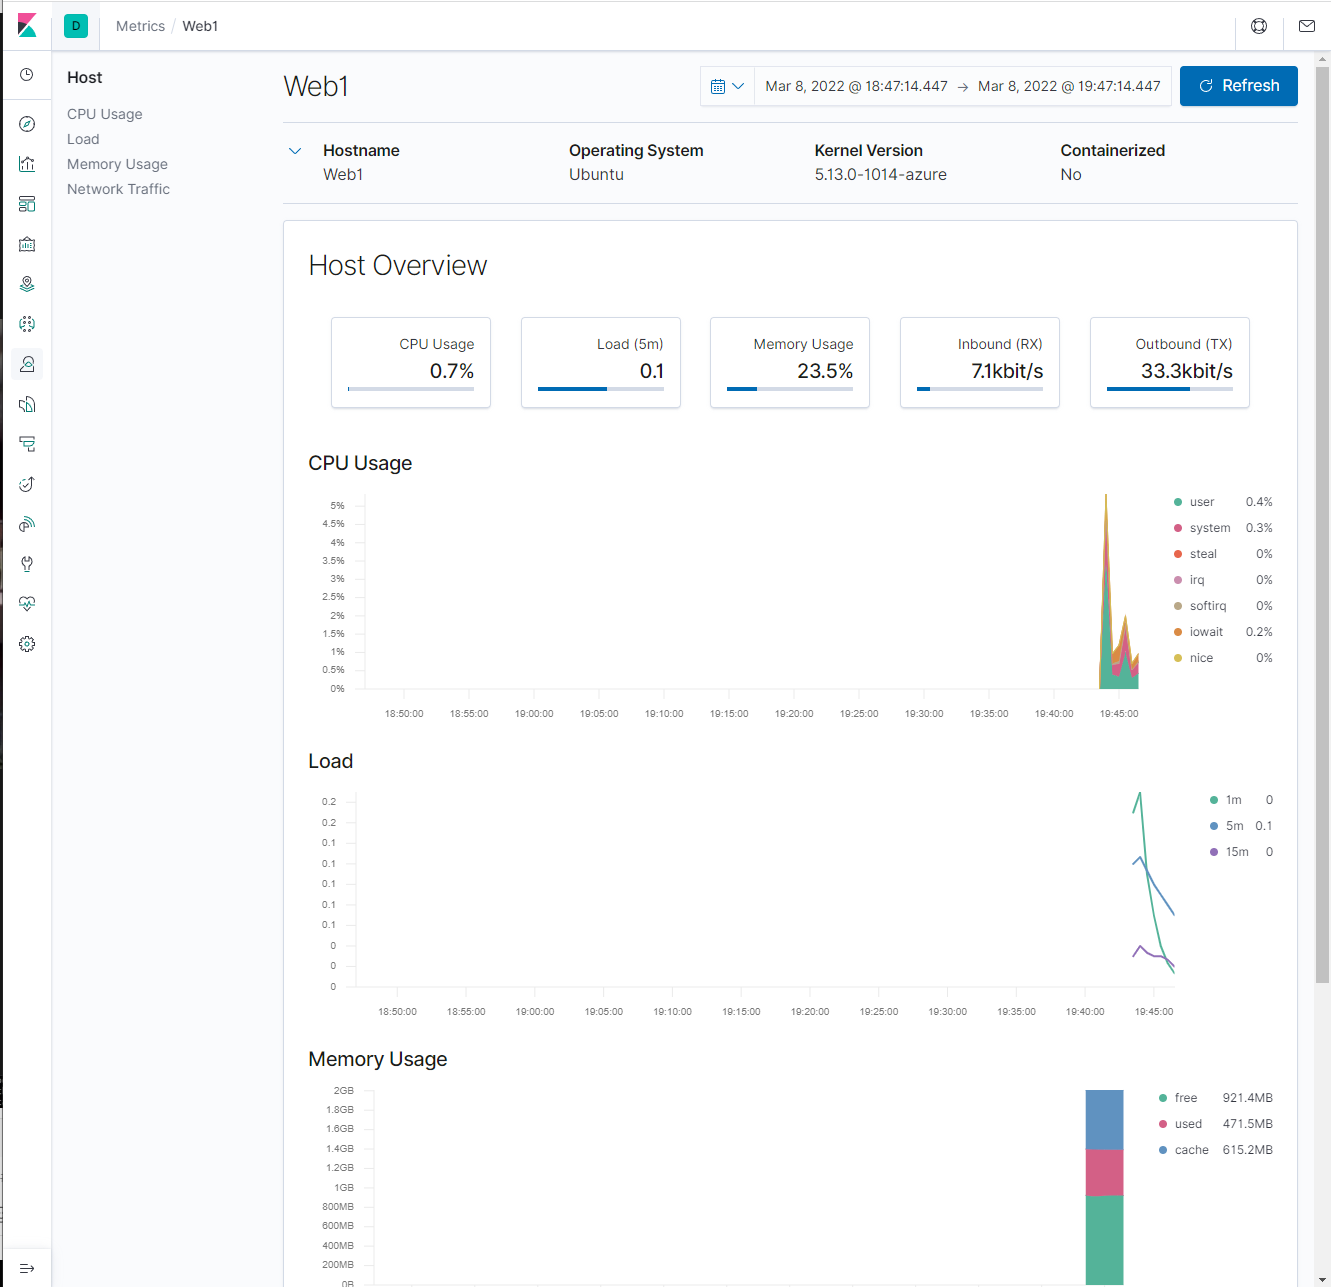 D Metrics / Web1
Host
CPU Usage
Load
Memory Usage
Network Traffic
Web1
Mar 8, 2022 @ 18:47:14.447 → Mar 8, 2022 @ 19:47:14.447 Refresh
Hostname Operating System Kernel Version Containerized
Web1 Ubuntu 5.13.0-1014-azure No
Host Overview
CPU Usage Load (5m) Memory Usage Inbound (RX) Outbound (TX)
0.7% 0.1 23.5% 7.1kbit/s 33.3kbit/s
CPU Usage
5%
4.5%
4%
3.5%
3%
2.5%
2%
1.5%
1%
0.5%
0%
18:50:00 18:55:00 19:00:00 19:05:00 19:10:00 19:15:00 19:20:00 19:25:00 19:30:00 19:35:00 19:40:00 19:45:00
user 0.4%
system 0.3%
steal 0%
irq 0%
softirq 0%
iowait 0.2%
nice 0%
Load
0.2
0.2
0.1
0.1
0.1
0.1
0.1
0
0
0
18:50:00 18:55:00 19:00:00 19:05:00 19:10:00 19:15:00 19:20:00 19:25:00 19:30:00 19:35:00 19:40:00 19:45:00
1m 0
5m 0.1
15m 0
Memory Usage
2GB
1.8GB
1.6GB
1.4GB
1.2GB
1GB
800MB
600MB
400MB
200MB
0B
free 921.4MB
used 471.5MB
cache 615.2MB